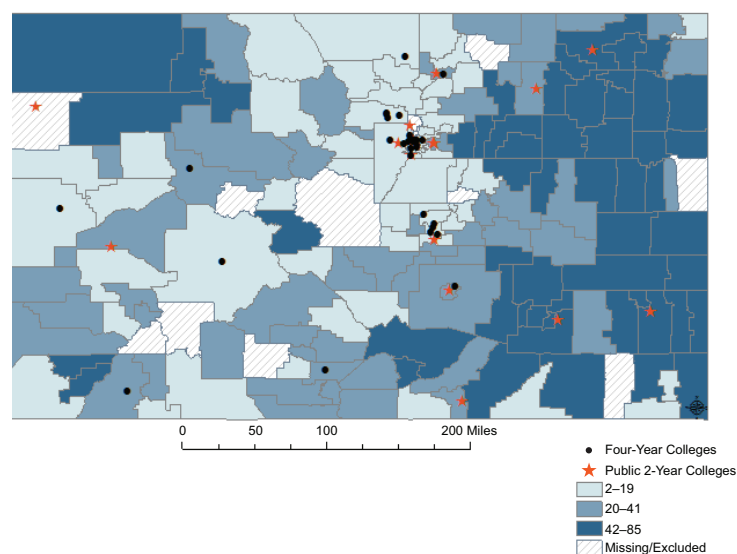 0 50 100 200 Miles
Four-Year Colleges
Public 2-Year Colleges
2–19
20–41
42–85
Missing/Excluded